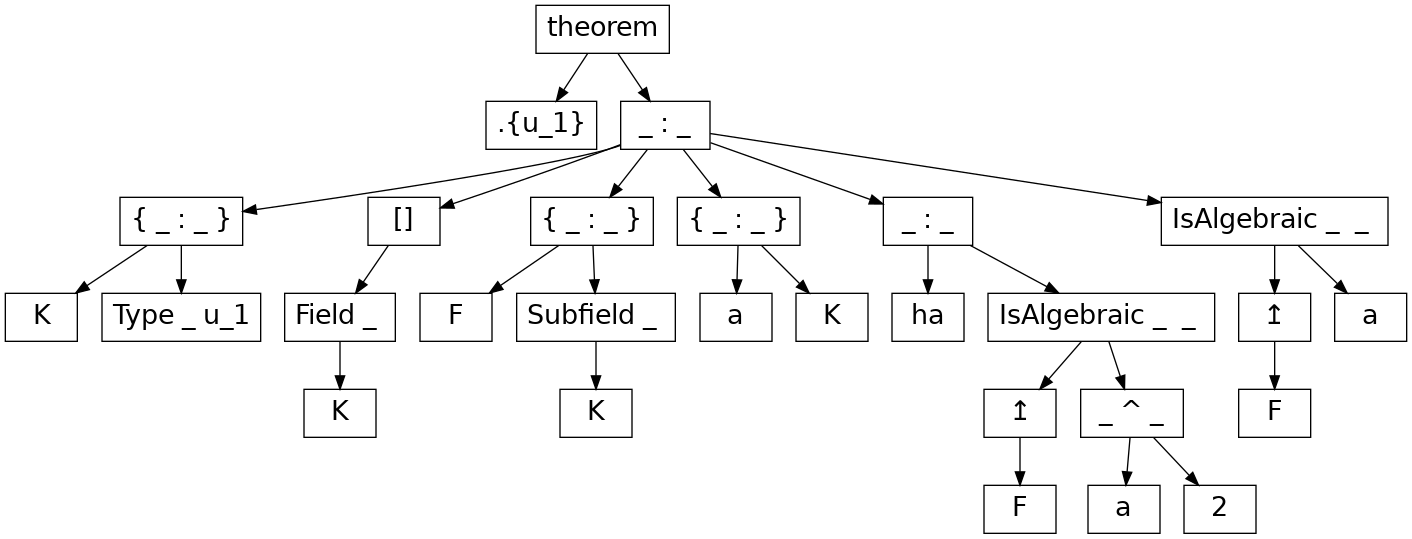 theorem
.{u_1}
_ : _
{ _ : _ }
[]
{ _ : _ }
{ _ : _ }
_ : _
IsAlgebraic _ _
K
Type _ u_1
Field _
F
Subfield _
a
K
ha
IsAlgebraic _ _
↥
a
K
K
↥
_ ^ _
F
F
a
2